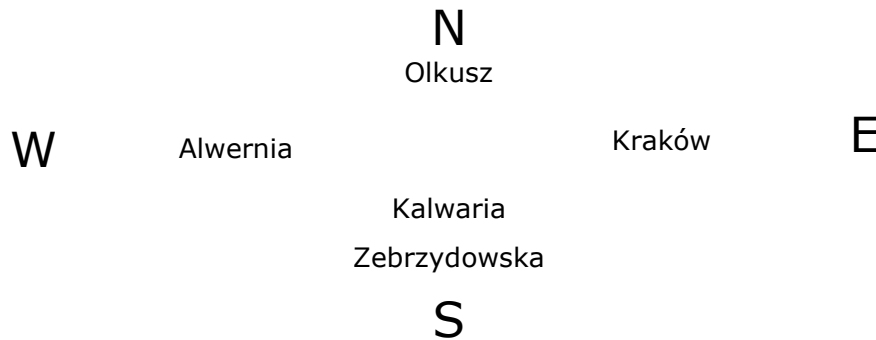 N
Olkusz
W Alwernia Kraków E
Kalwaria
Zebrzydowska
S